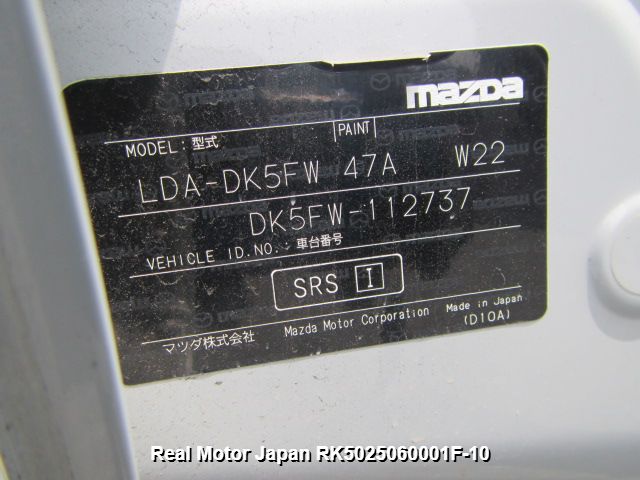 mazda
MODEL: 型式 PAINT
LDA-DK5FW 47A W22
DK5FW-112737
VEHICLE ID.NO.: 車台番号
SRS I
マツダ株式会社 Mazda Motor Corporation Made in Japan
(D10A)
Real Motor Japan RK5025060001F-10